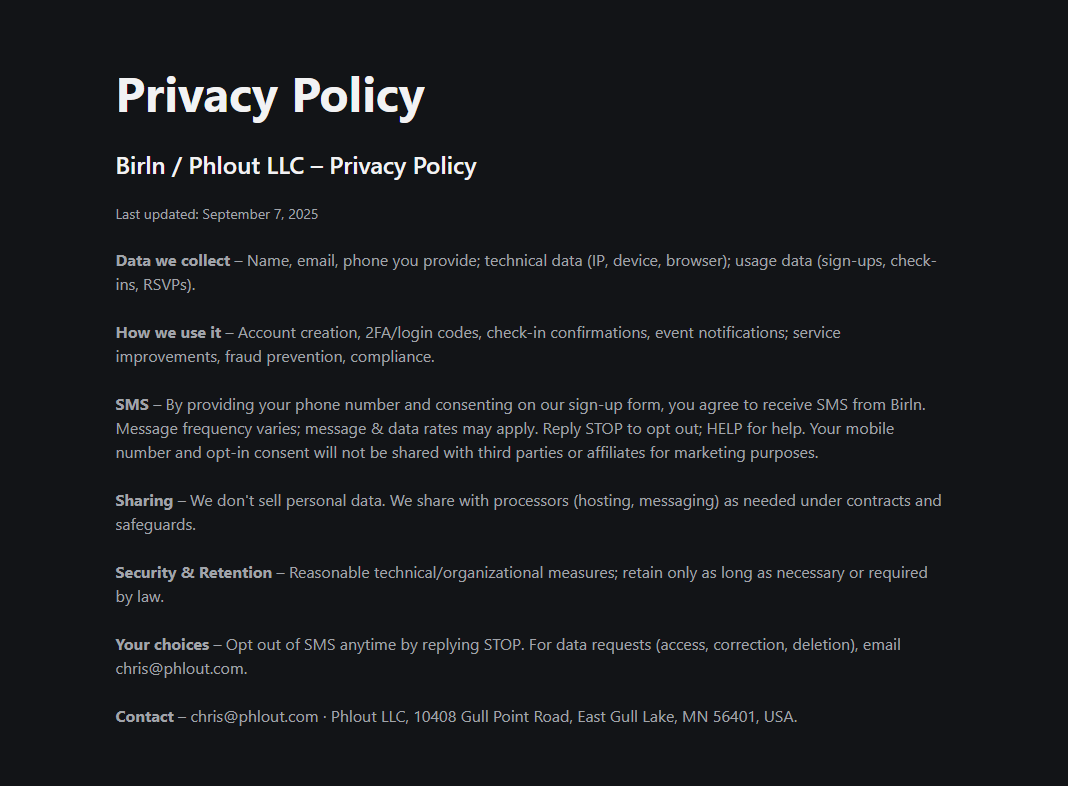 Privacy Policy
Birln / Phlout LLC – Privacy Policy
Last updated: September 7, 2025
Data we collect – Name, email, phone you provide; technical data (IP, device, browser); usage data (sign-ups, check-
ins, RSVPs).
How we use it – Account creation, 2FA/login codes, check-in confirmations, event notifications; service
improvements, fraud prevention, compliance.
SMS – By providing your phone number and consenting on our sign-up form, you agree to receive SMS from Birln.
Message frequency varies; message & data rates may apply. Reply STOP to opt out; HELP for help. Your mobile
number and opt-in consent will not be shared with third parties or affiliates for marketing purposes.
Sharing – We don't sell personal data. We share with processors (hosting, messaging) as needed under contracts and
safeguards.
Security & Retention – Reasonable technical/organizational measures; retain only as long as necessary or required
by law.
Your choices – Opt out of SMS anytime by replying STOP. For data requests (access, correction, deletion), email
chris@phlout.com.
Contact – chris@phlout.com · Phlout LLC, 10408 Gull Point Road, East Gull Lake, MN 56401, USA.